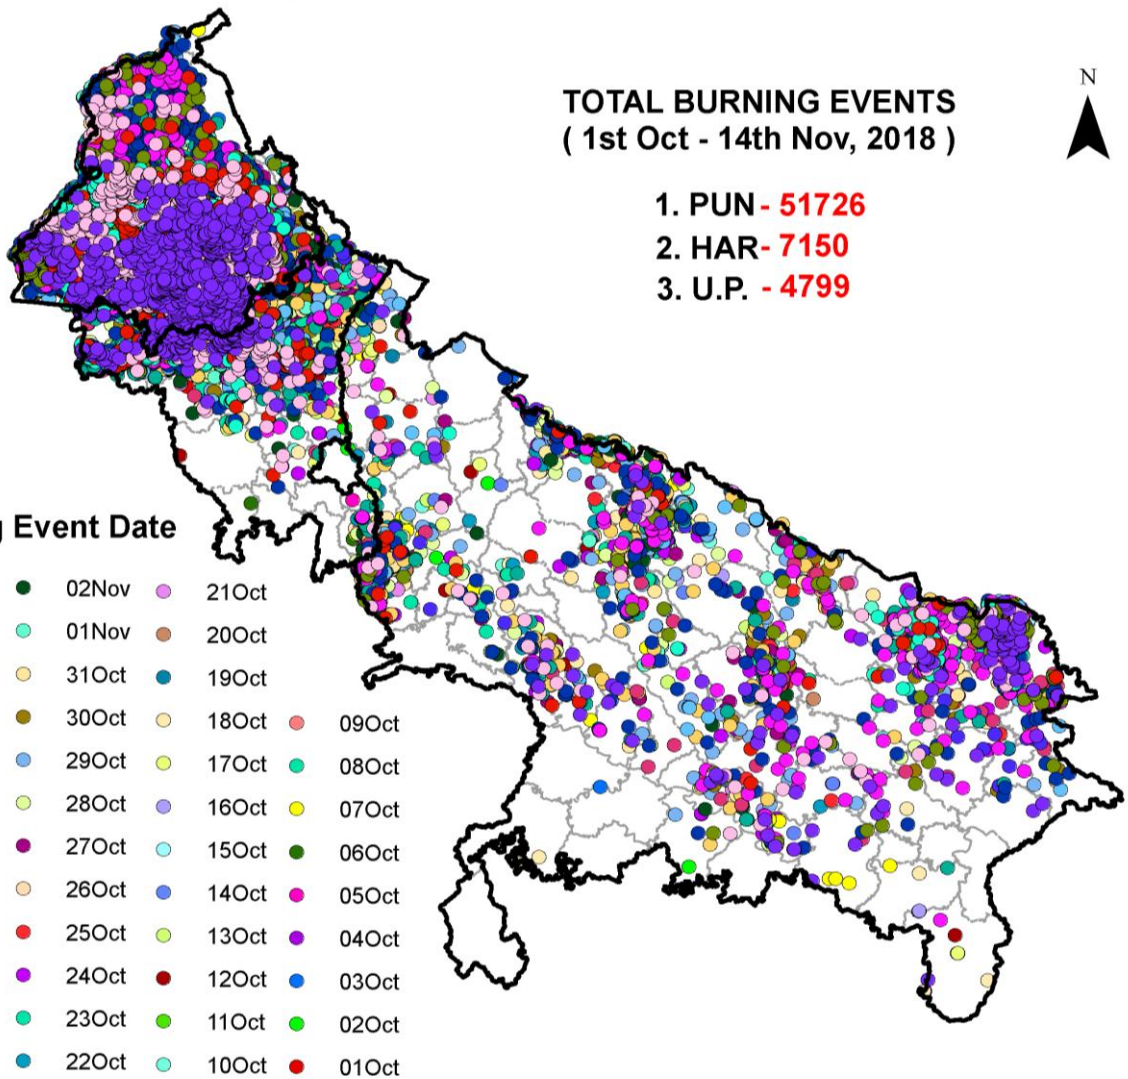 N
TOTAL BURNING EVENTS
( 1st Oct - 14th Nov, 2018 )
1. PUN - 51726
2. HAR - 7150
3. U.P. - 4799
Event Date
02Nov
01Nov
31Oct
30Oct
29Oct
28Oct
27Oct
26Oct
25Oct
24Oct
23Oct
22Oct
21Oct
20Oct
19Oct
18Oct
17Oct
16Oct
15Oct
14Oct
13Oct
12Oct
11Oct
10Oct
09Oct
08Oct
07Oct
06Oct
05Oct
04Oct
03Oct
02Oct
01Oct